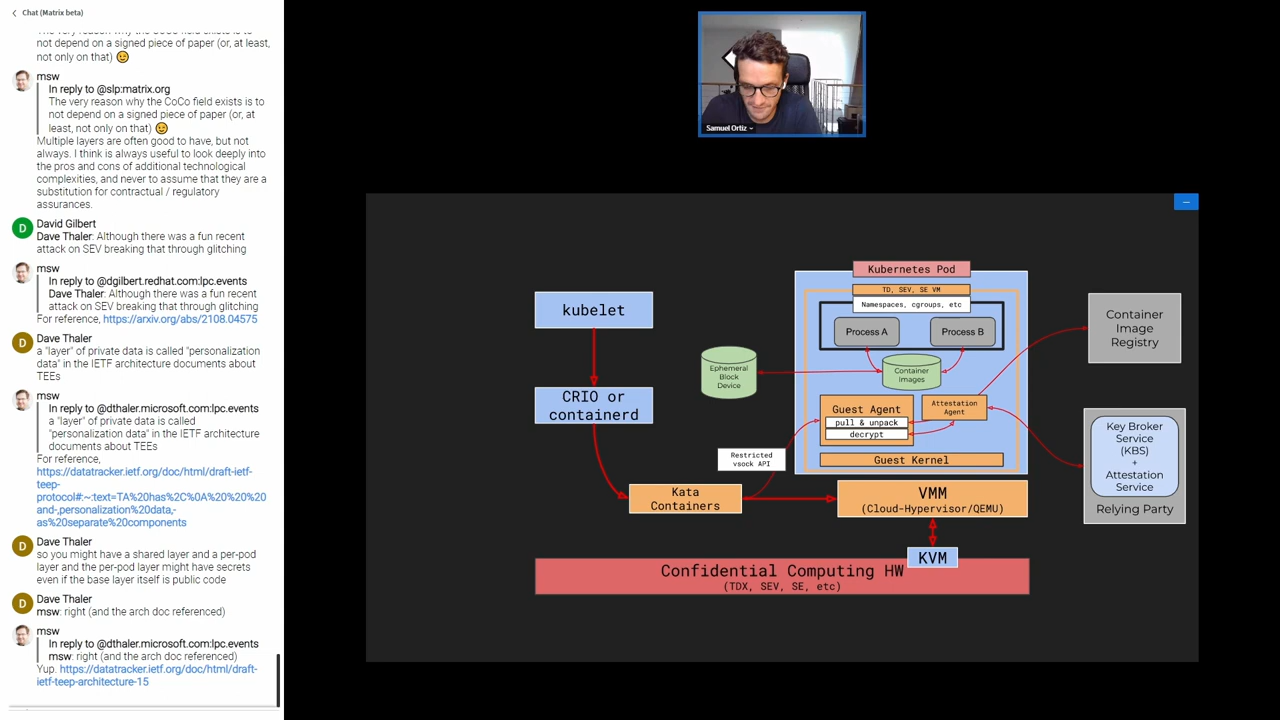 Chat (Matrix beta)
The very reason why the CoCo field exists is to
not depend on a signed piece of paper (or, at least,
not only on that) 😉
msw
In reply to @slp:matrix.org
The very reason why the CoCo field exists is to
not depend on a signed piece of paper (or, at
least, not only on that) 😉
Multiple layers are often good to have, but not
always. I think is always useful to look deeply into
the pros and cons of additional technological
complexities, and never to assume that they are a
substitution for contractual / regulatory
assurances.
D
David Gilbert
Dave Thaler: Although there was a fun recent
attack on SEV breaking that through glitching
msw
In reply to @dgilbert.redhat.com:lpc.events
Dave Thaler: Although there was a fun recent
attack on SEV breaking that through glitching
For reference, https://arxiv.org/abs/2108.04575
D
Dave Thaler
a "layer" of private data is called "personalization
data" in the IETF architecture documents about
TEEs
msw
In reply to @dthaler.microsoft.com:lpc.events
a "layer" of private data is called
"personalization data" in the IETF architecture
documents about TEEs
For reference,
https://datatracker.ietf.org/doc/html/draft-ietf-
teep-
protocol#:~:text=TA%20has%2C%0A%20%20%20
and-,personalization%20data,-
as%20separate%20components
D
Dave Thaler
so you might have a shared layer and a per-pod
layer and the per-pod layer might have secrets
even if the base layer itself is public code
D
Dave Thaler
msw: right (and the arch doc referenced)
msw
In reply to @dthaler.microsoft.com:lpc.events
msw: right (and the arch doc referenced)
Yup. https://datatracker.ietf.org/doc/html/draft-
ietf-teep-architecture-15
Samuel Ortiz
kubelet
CRIO or
containerd
Kata
Containers
Restricted
vsock API
Ephemeral
Block
Device
Kubernetes Pod
TD, SEV, SE VM
Namespaces, cgroups, etc
Process A
Process B
Container
Images
Guest Agent
pull & unpack
decrypt
Attestation
Agent
Guest Kernel
VMM
(Cloud-Hypervisor/QEMU)
KVM
Confidential Computing HW
(TDX, SEV, SE, etc)
Container
Image
Registry
Key Broker
Service
(KBS)
+
Attestation
Service
Relying Party